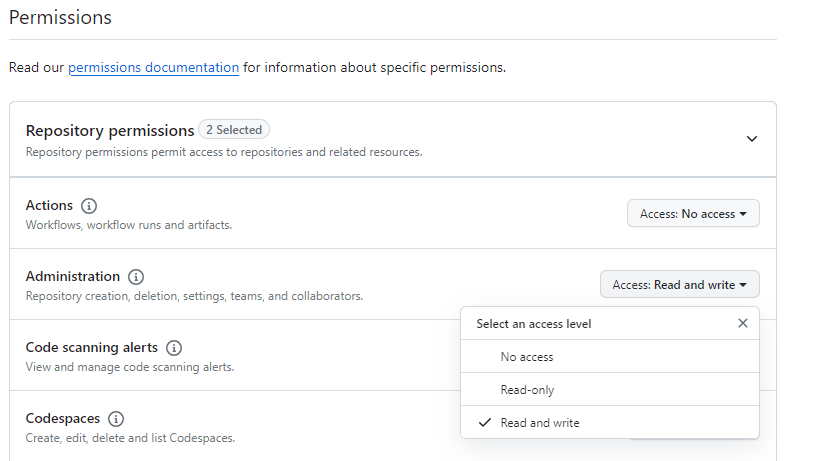 Permissions
Read our permissions documentation for information about specific permissions.
Repository permissions 2 Selected
Repository permissions permit access to repositories and related resources.
Actions
Workflows, workflow runs and artifacts.
Access: No access
Administration
Repository creation, deletion, settings, teams, and collaborators.
Access: Read and write
Select an access level
No access
Read-only
Read and write
Code scanning alerts
View and manage code scanning alerts.
Codespaces
Create, edit, delete and list Codespaces.